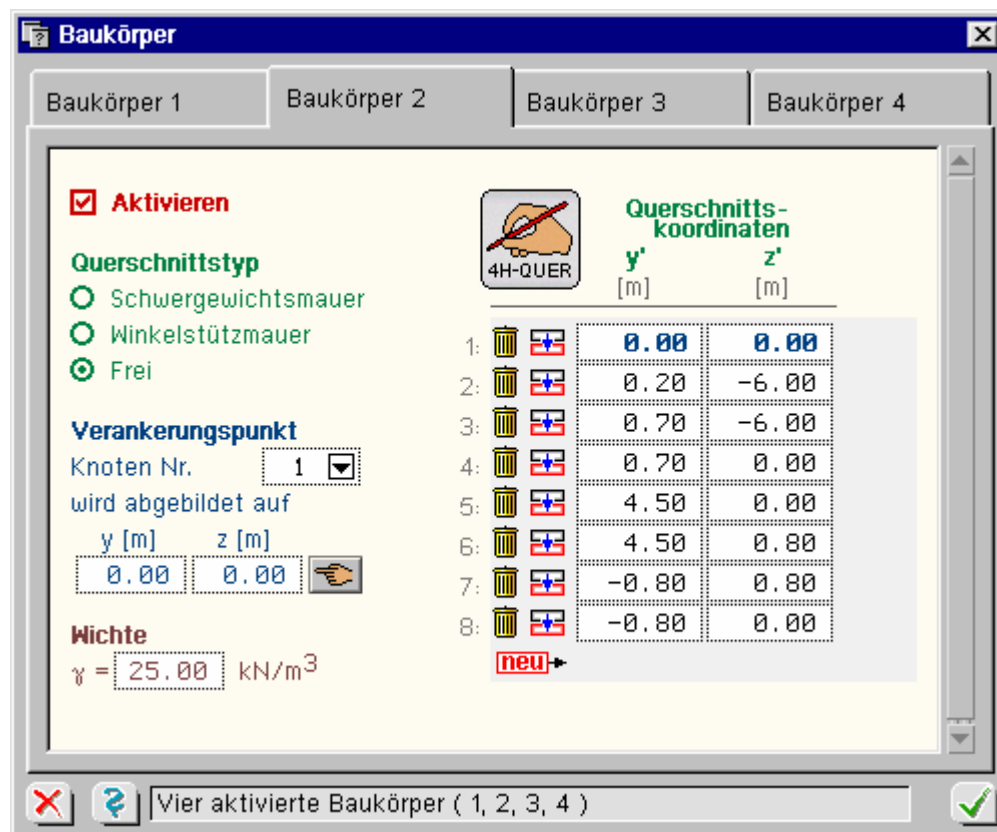 Baukörper
Baukörper 1
Baukörper 2
Baukörper 3
Baukörper 4
Aktivieren
Querschnittstyp
Schwergewichtsmauer
Winkelstützmauer
Frei
Verankerungspunkt
Knoten Nr. 1
wird abgebildet auf
y [m] z [m]
0.00 0.00
Wichte
γ = 25.00 kN/m³
4H-QUER
Querschnitts-
koordinaten
y' z'
[m] [m]
1: 0.00 0.00
2: 0.20 -6.00
3: 0.70 -6.00
4: 0.70 0.00
5: 4.50 0.00
6: 4.50 0.80
7: -0.80 0.80
8: -0.80 0.00
neu
Vier aktivierte Baukörper ( 1, 2, 3, 4 )